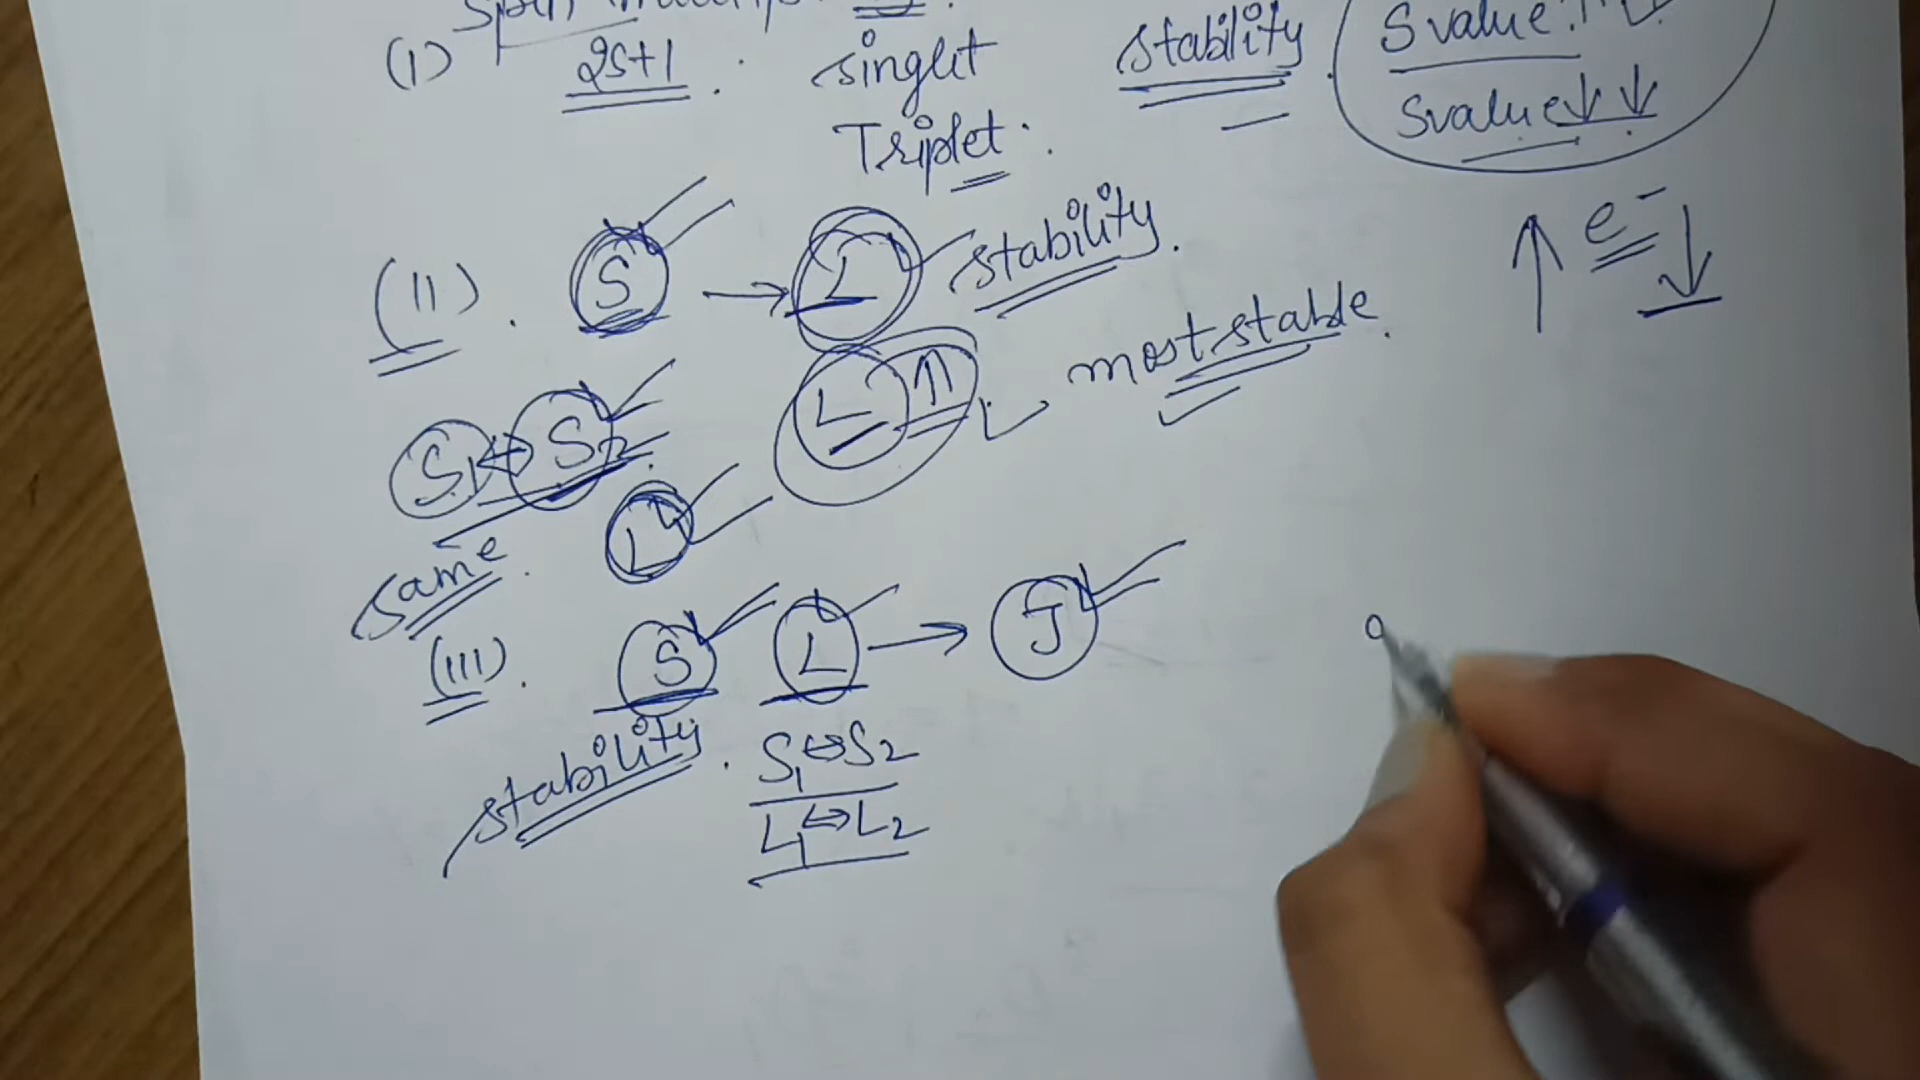 Spin
(I) 2S+1 . singlet stability .
Triplet .
S value
S value↓↓
(II) . S → L stability .
↑ e⁻ ↓
S₁ ↔ S₂ . L ↑ most stable .
same . L
(III) . S L → J
stability . S₁ ⇔ S₂
L₁ ⇔ L₂